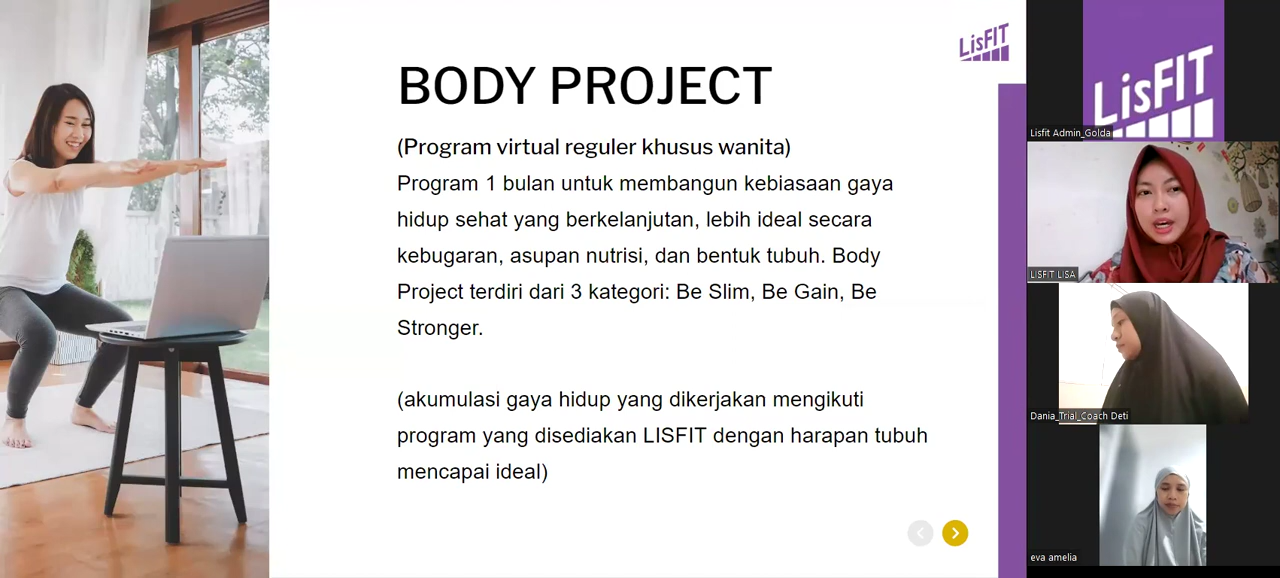 BODY PROJECT
(Program virtual reguler khusus wanita)
Program 1 bulan untuk membangun kebiasaan gaya
hidup sehat yang berkelanjutan, lebih ideal secara
kebugaran, asupan nutrisi, dan bentuk tubuh. Body
Project terdiri dari 3 kategori: Be Slim, Be Gain, Be
Stronger.
(akumulasi gaya hidup yang dikerjakan mengikuti
program yang disediakan LISFIT dengan harapan tubuh
mencapai ideal)
LisFIT
LisFIT
Lisfit Admin_Golda
LISFIT LISA
Dania_Trial_Coach Deti
eva amelia